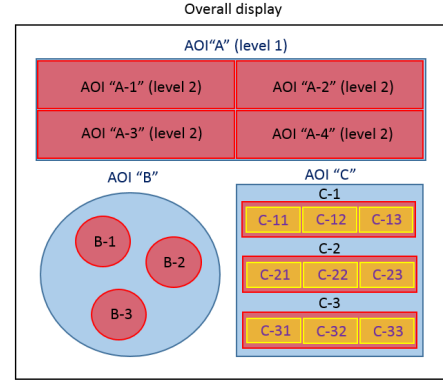 Overall display
AOI“A” (level 1)
AOI “A-1” (level 2) AOI “A-2” (level 2)
AOI “A-3” (level 2) AOI “A-4” (level 2)
AOI “B”
B-1
B-2
B-3
AOI “C”
C-1
C-11 C-12 C-13
C-2
C-21 C-22 C-23
C-3
C-31 C-32 C-33